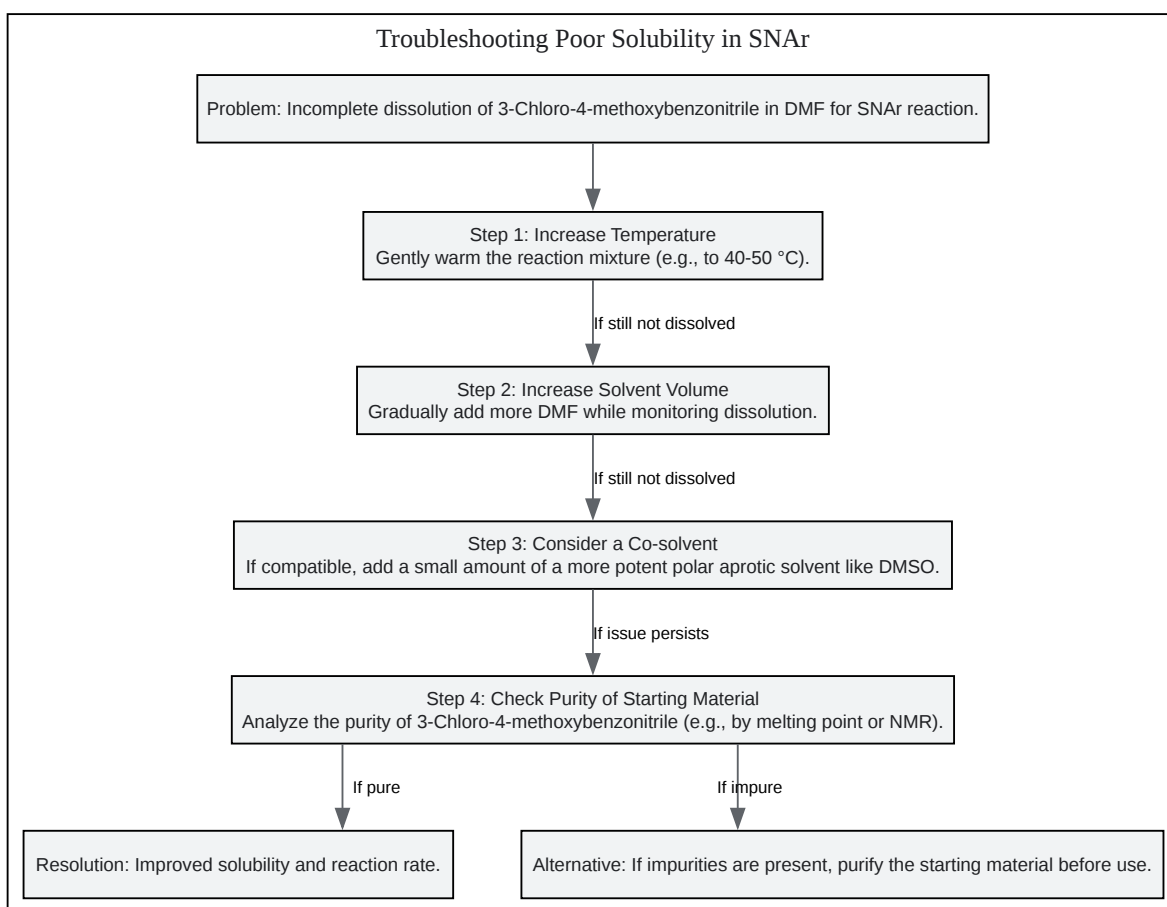 Troubleshooting Poor Solubility in SNAr
Problem: Incomplete dissolution of 3-Chloro-4-methoxybenzonitrile in DMF for SNAr reaction.
Step 1: Increase Temperature
Gently warm the reaction mixture (e.g., to 40-50 °C).
If still not dissolved
Step 2: Increase Solvent Volume
Gradually add more DMF while monitoring dissolution.
If still not dissolved
Step 3: Consider a Co-solvent
If compatible, add a small amount of a more potent polar aprotic solvent like DMSO.
If issue persists
Step 4: Check Purity of Starting Material
Analyze the purity of 3-Chloro-4-methoxybenzonitrile (e.g., by melting point or NMR).
If pure
If impure
Resolution: Improved solubility and reaction rate.
Alternative: If impurities are present, purify the starting material before use.